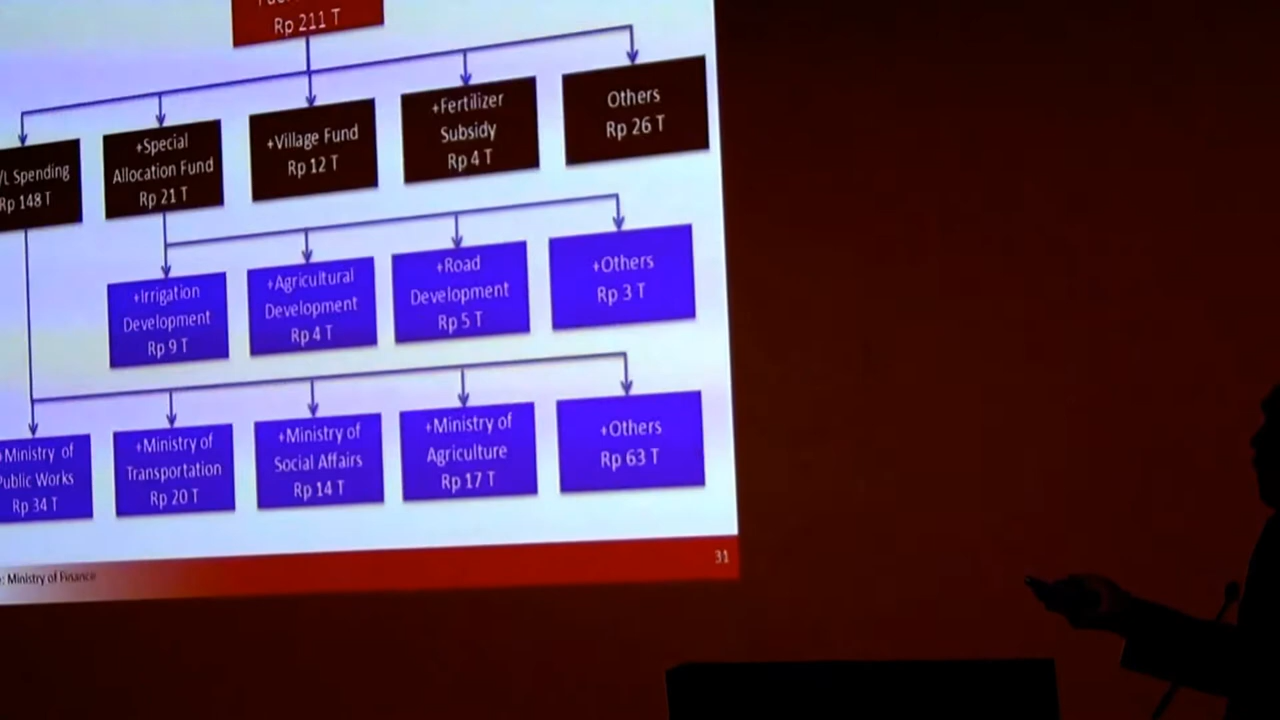 Rp 211 T
/L Spending
Rp 148 T
+Special
Allocation Fund
Rp 21 T
+Village Fund
Rp 12 T
+Fertilizer
Subsidy
Rp 4 T
Others
Rp 26 T
+Irrigation
Development
Rp 9 T
+Agricultural
Development
Rp 4 T
+Road
Development
Rp 5 T
+Others
Rp 3 T
Ministry of
Public Works
Rp 34 T
+Ministry of
Transportation
Rp 20 T
+Ministry of
Social Affairs
Rp 14 T
+Ministry of
Agriculture
Rp 17 T
+Others
Rp 63 T
: Ministry of Finance
31